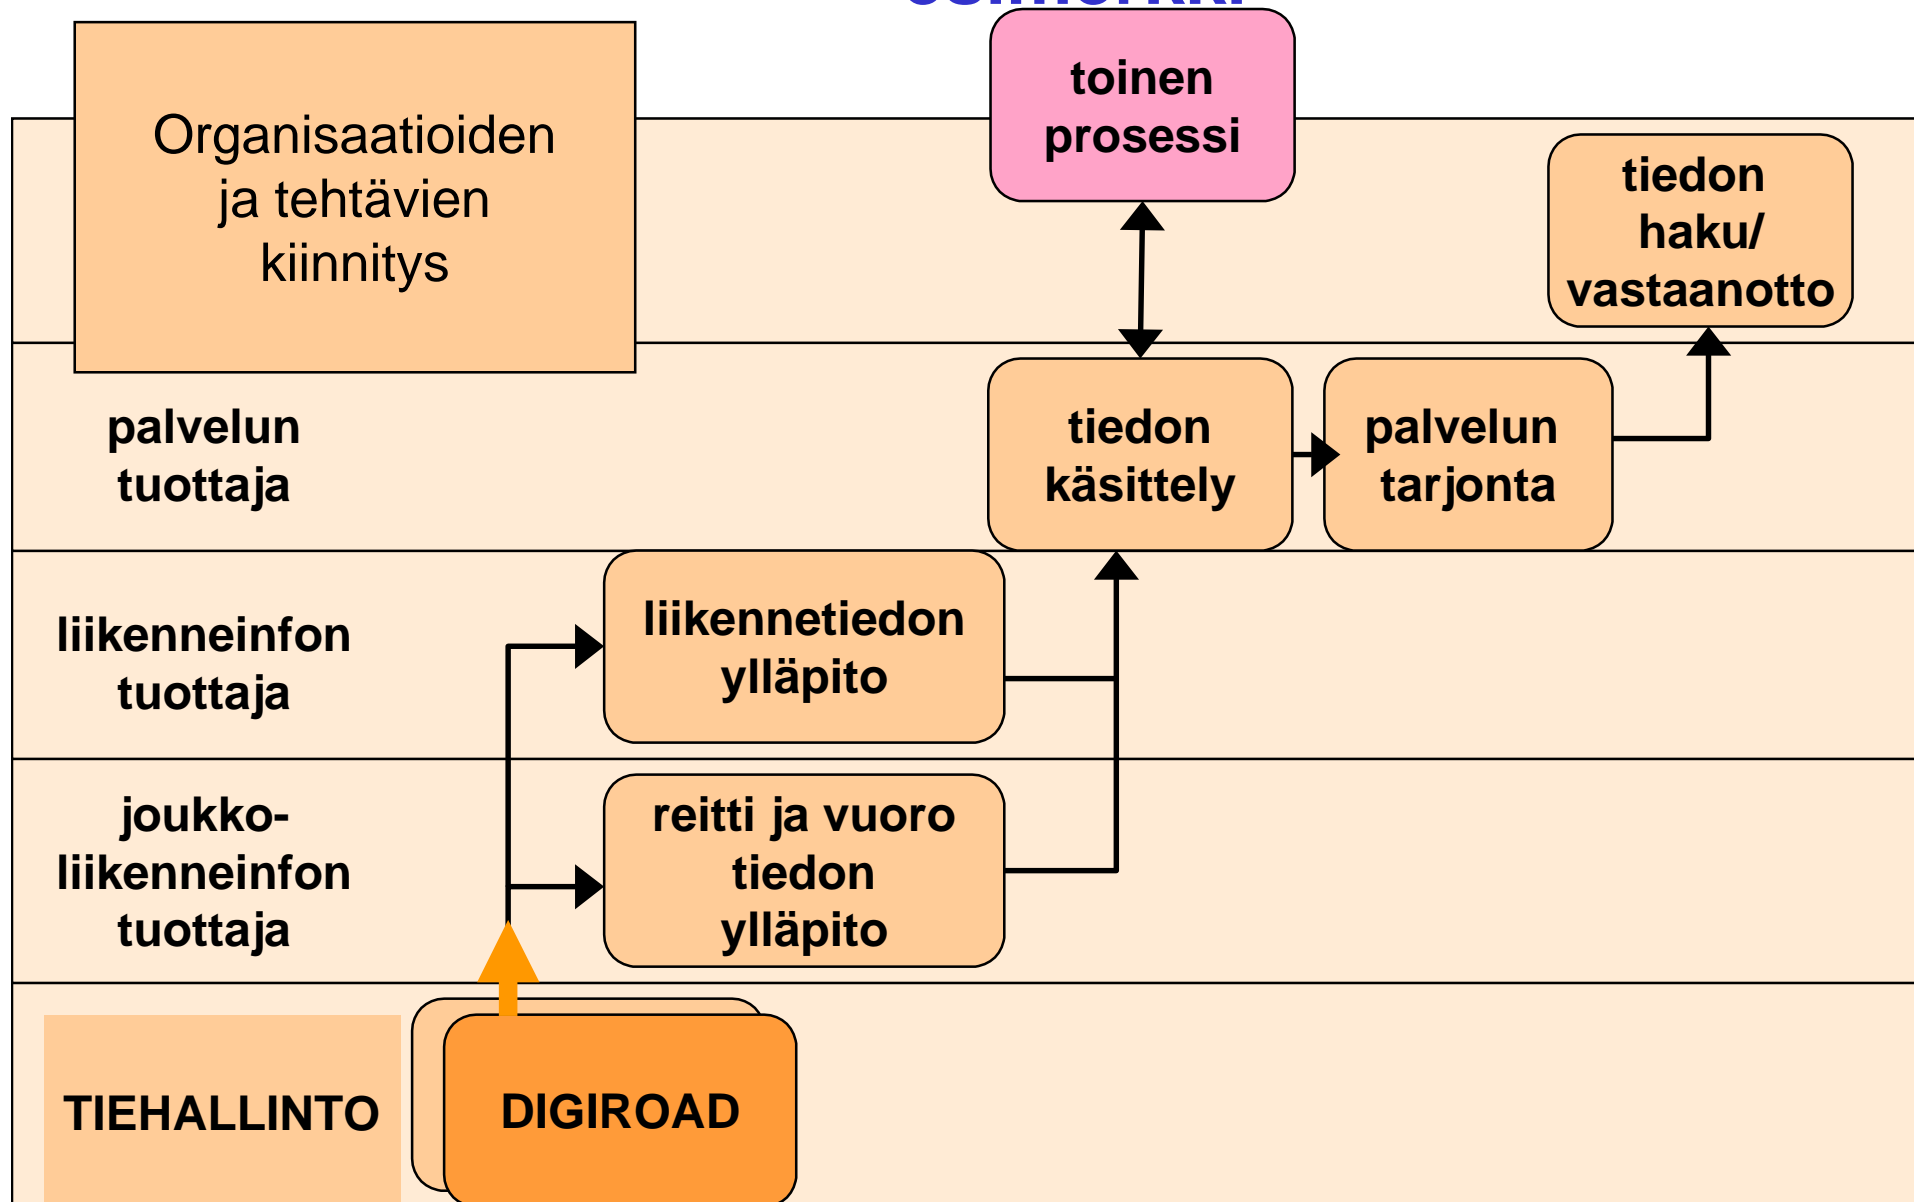 toinen
prosessi
Organisaatioiden
ja tehtävien
kiinnitys
tiedon
haku/
vastaanotto
palvelun
tuottaja
tiedon
käsittely
palvelun
tarjonta
liikenneinfon
tuottaja
liikennetiedon
ylläpito
joukko-
liikenneinfon
tuottaja
reitti ja vuoro
tiedon
ylläpito
TIEHALLINTO
DIGIROAD